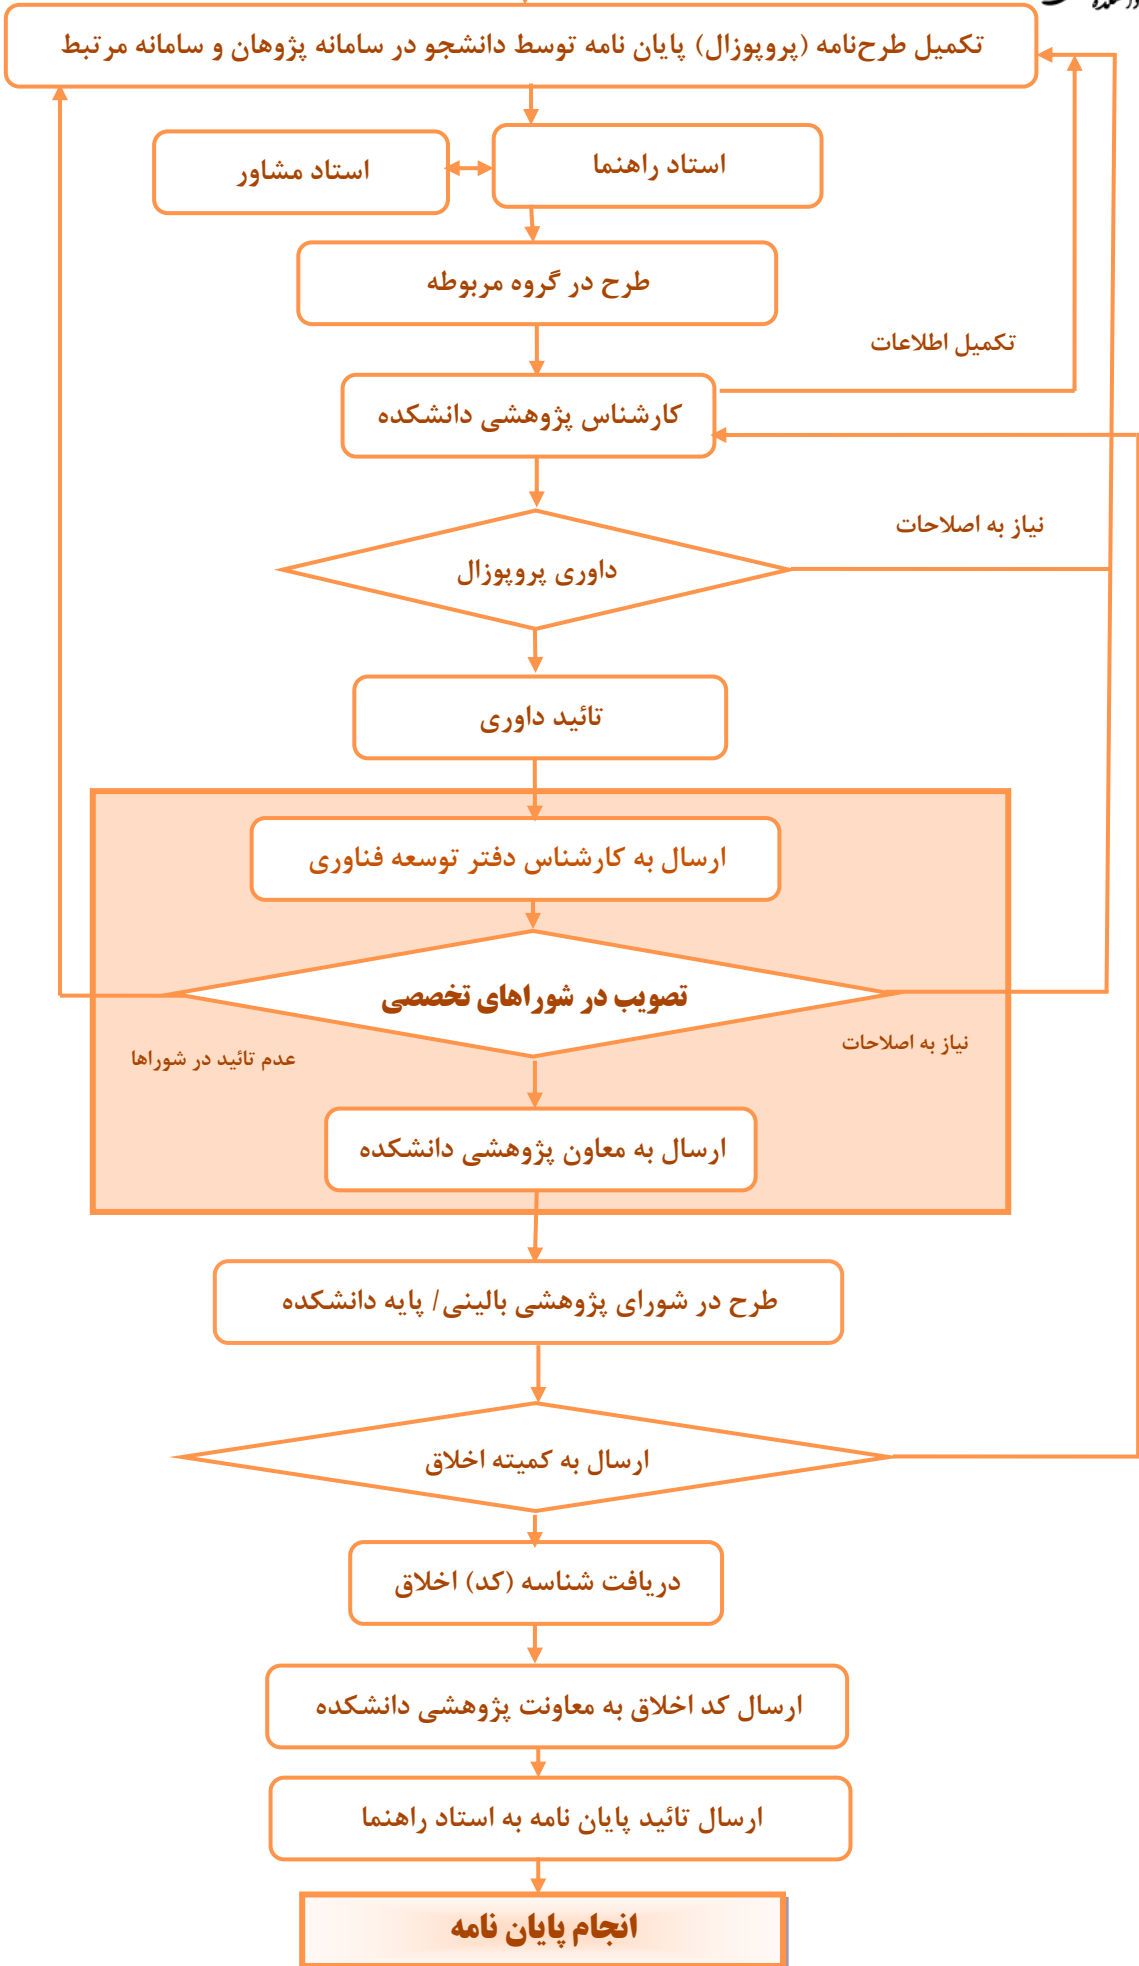 دانشکده
تکمیل طرح‌نامه (پروپوزال) پایان نامه توسط دانشجو در سامانه پژوهان و سامانه مرتبط
استاد راهنما
استاد مشاور
طرح در گروه مربوطه
تکمیل اطلاعات
کارشناس پژوهشی دانشکده
نیاز به اصلاحات
داوری پروپوزال
تائید داوری
ارسال به کارشناس دفتر توسعه فناوری
تصویب در شوراهای تخصصی
نیاز به اصلاحات
عدم تائید در شوراها
ارسال به معاون پژوهشی دانشکده
طرح در شورای پژوهشی بالینی/ پایه دانشکده
ارسال به کمیته اخلاق
دریافت شناسه (کد) اخلاق
ارسال کد اخلاق به معاونت پژوهشی دانشکده
ارسال تائید پایان نامه به استاد راهنما
انجام پایان نامه